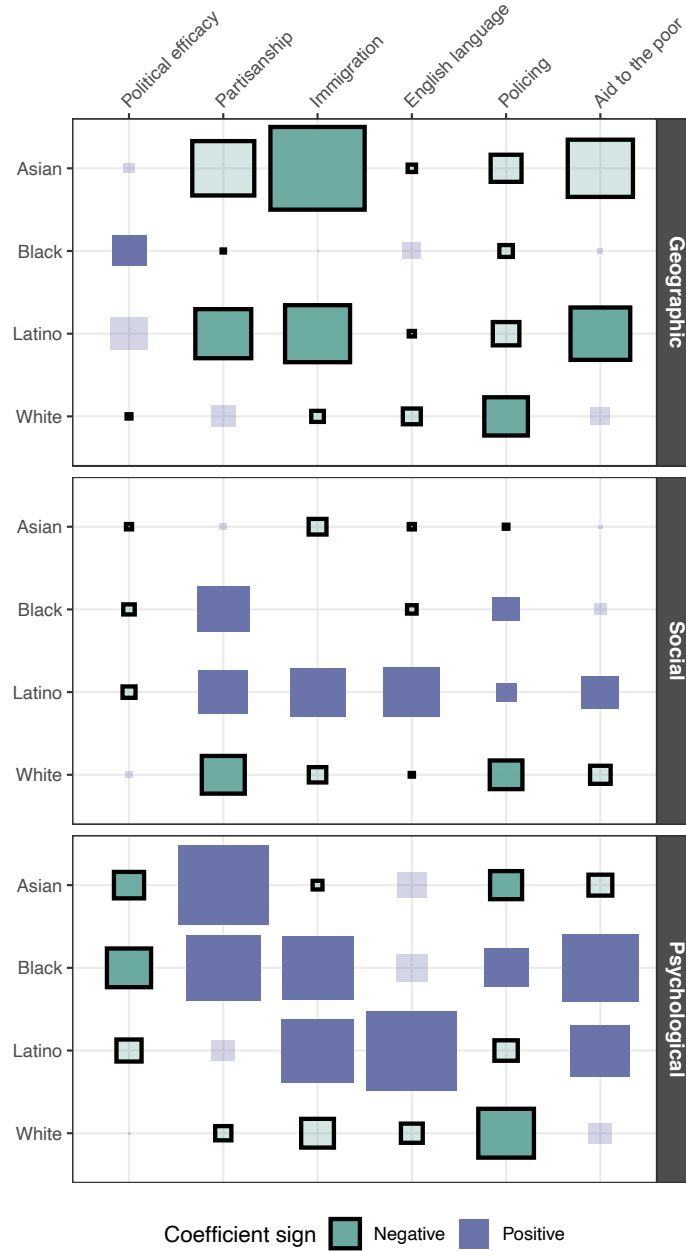 Political efficacy
Partisanship
Immigration
English language
Policing
Aid to the poor
Asian
Black
Latino
White
Geographic
Asian
Black
Latino
White
Social
Asian
Black
Latino
White
Psychological
Coefficient sign Negative Positive